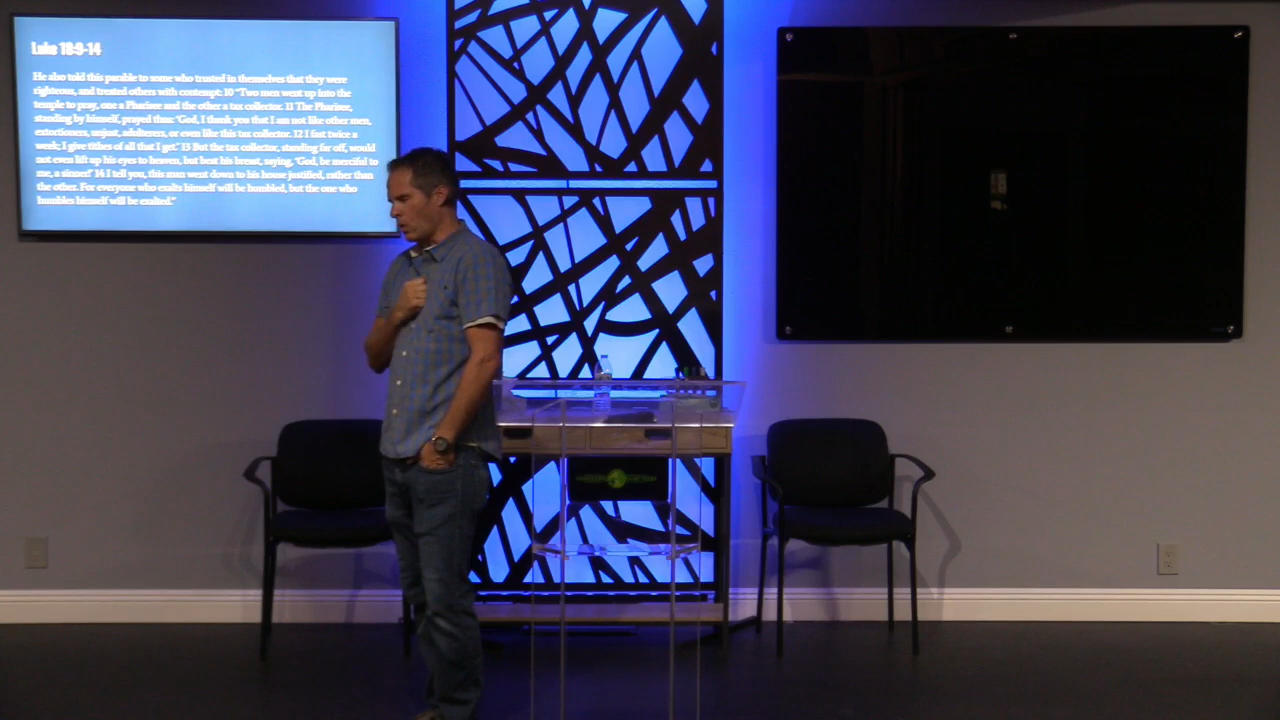 Luke 18:9-14
He also told this parable to some who trusted in themselves that they were
righteous, and treated others with contempt: 10 “Two men went up into the
temple to pray, one a Pharisee and the other a tax collector. 11 The Pharisee,
standing by himself, prayed thus: ‘God, I thank you that I am not like other men,
extortioners, unjust, adulterers, or even like this tax collector. 12 I fast twice a
week; I give tithes of all that I get.’ 13 But the tax collector, standing far off, would
not even lift up his eyes to heaven, but beat his breast, saying, ‘God, be merciful to
me, a sinner!’ 14 I tell you, this man went down to his house justified, rather than
the other. For everyone who exalts himself will be humbled, but the one who
humbles himself will be exalted.”